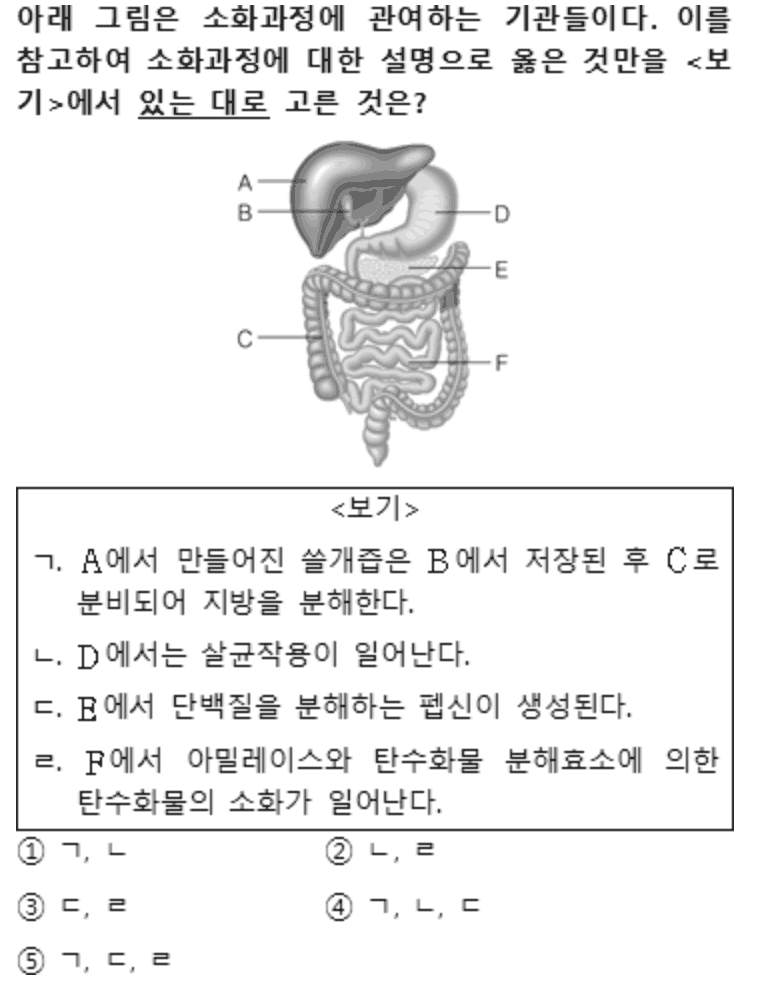 아래 그림은 소화과정에 관여하는 기관들이다. 이를
참고하여 소화과정에 대한 설명으로 옳은 것만을 <보
기>에서 있는 대로 고른 것은?
A
B
D
E
C
F
<보기>
ㄱ. A에서 만들어진 쓸개즙은 B에서 저장된 후 C로
분비되어 지방을 분해한다.
ㄴ. D에서는 살균작용이 일어난다.
ㄷ. E에서 단백질을 분해하는 펩신이 생성된다.
ㄹ. F에서 아밀레이스와 탄수화물 분해효소에 의한
탄수화물의 소화가 일어난다.
① ㄱ, ㄴ ② ㄴ, ㄹ
③ ㄷ, ㄹ ④ ㄱ, ㄴ, ㄷ
⑤ ㄱ, ㄷ, ㄹ